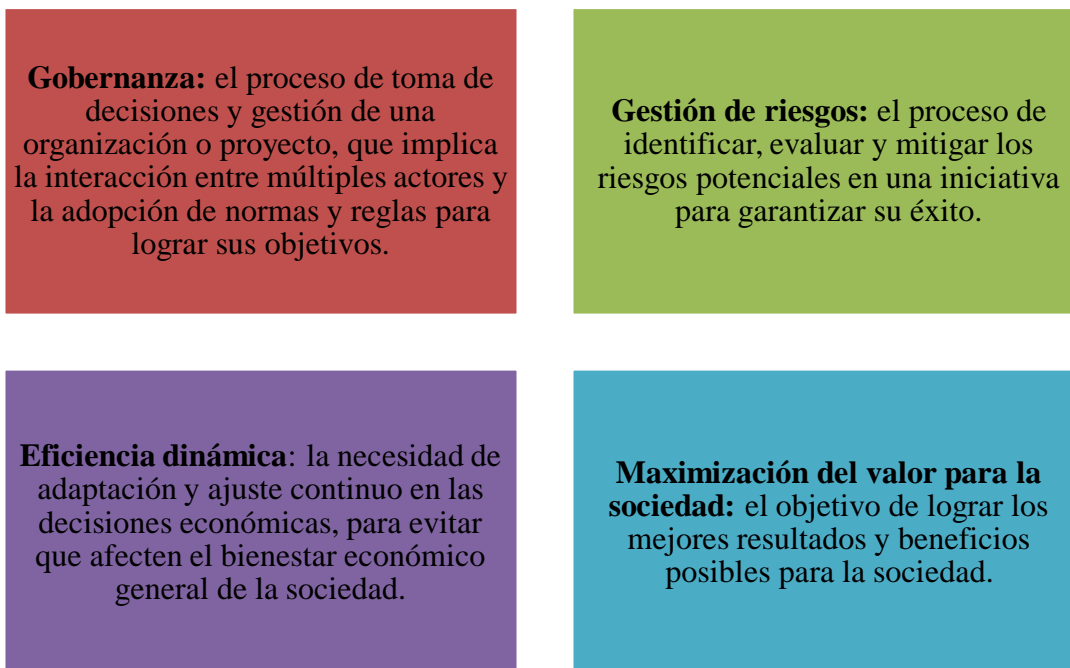 Gobernanza: el proceso de toma de
decisiones y gestión de una
organización o proyecto, que implica
la interacción entre múltiples actores y
la adopción de normas y reglas para
lograr sus objetivos.
Gestión de riesgos: el proceso de
identificar, evaluar y mitigar los
riesgos potenciales en una iniciativa
para garantizar su éxito.
Eficiencia dinámica: la necesidad de
adaptación y ajuste continuo en las
decisiones económicas, para evitar
que afecten el bienestar económico
general de la sociedad.
Maximización del valor para la
sociedad: el objetivo de lograr los
mejores resultados y beneficios
posibles para la sociedad.